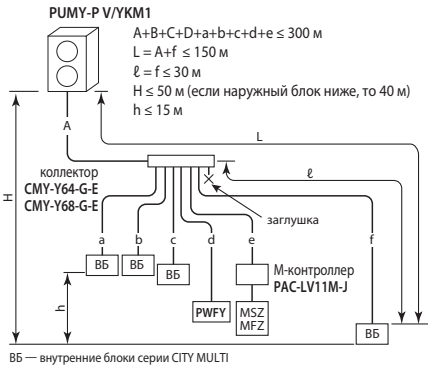 PUMY-P V/YKM1
A+B+C+D+a+b+c+d+e ≤ 300 м
L = A+f ≤ 150 м
ℓ = f ≤ 30 м
H ≤ 50 м (если наружный блок ниже, то 40 м)
h ≤ 15 м
A
L
H
коллектор
CMY-Y64-G-E
CMY-Y68-G-E
ℓ
заглушка
a
b
c
d
e
f
ВБ
ВБ
ВБ
М-контроллер
PAC-LV11M-J
h
PWFY
MSZ
MFZ
ВБ
ВБ — внутренние блоки серии CITY MULTI